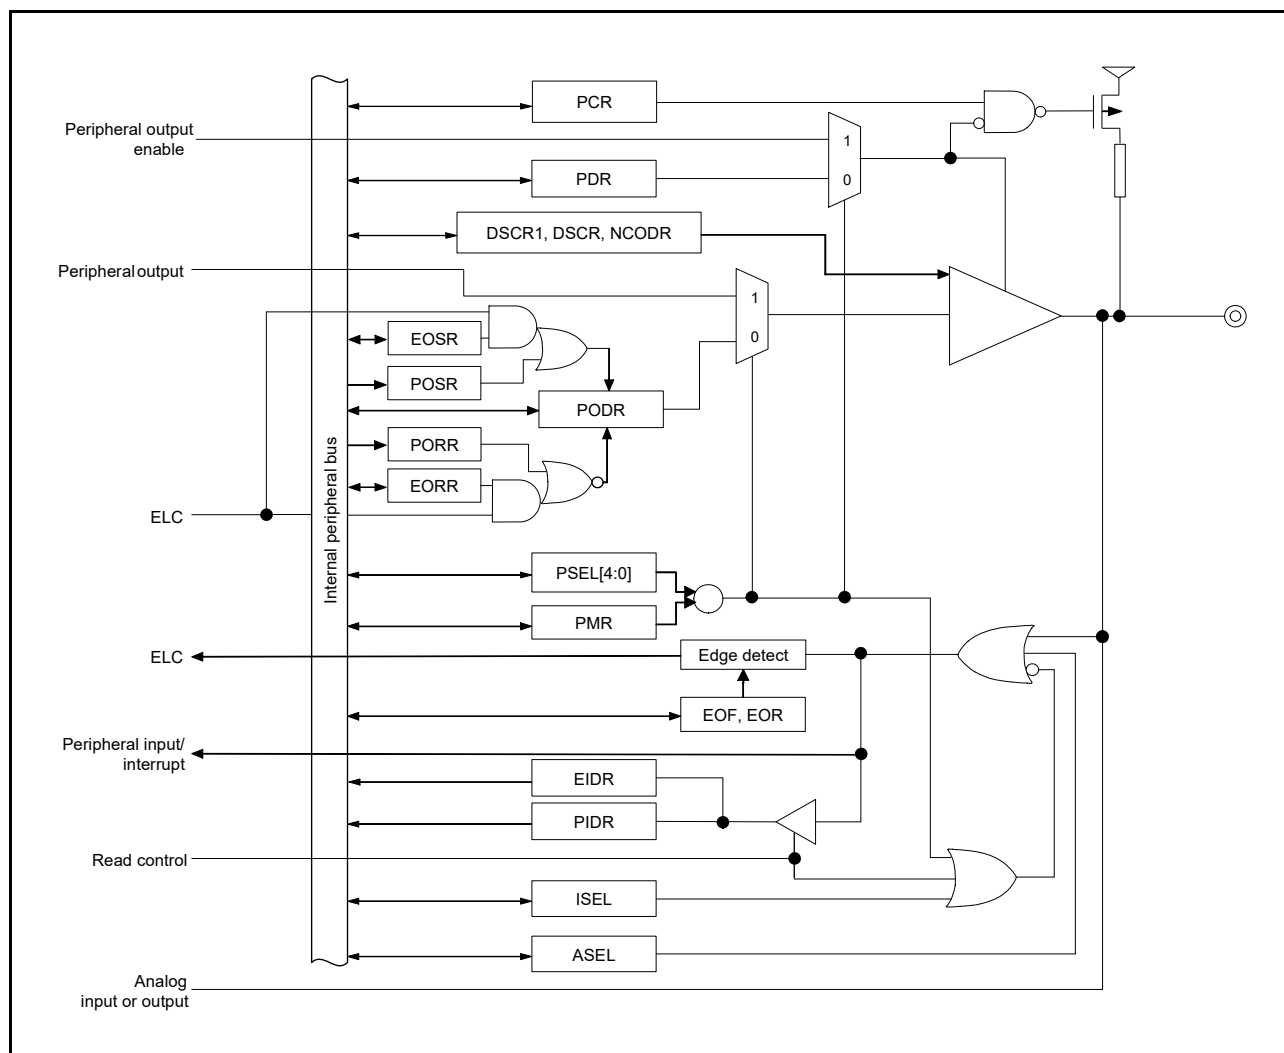 PCR
Peripheral output
enable
1
0
PDR
DSCR1, DSCR, NCODR
Peripheral output
1
0
EOSR
POSR
PODR
PORR
EORR
Internal peripheral bus
ELC
PSEL[4:0]
PMR
ELC
Edge detect
EOF, EOR
Peripheral input/
interrupt
EIDR
PIDR
Read control
ISEL
ASEL
Analog
input or output